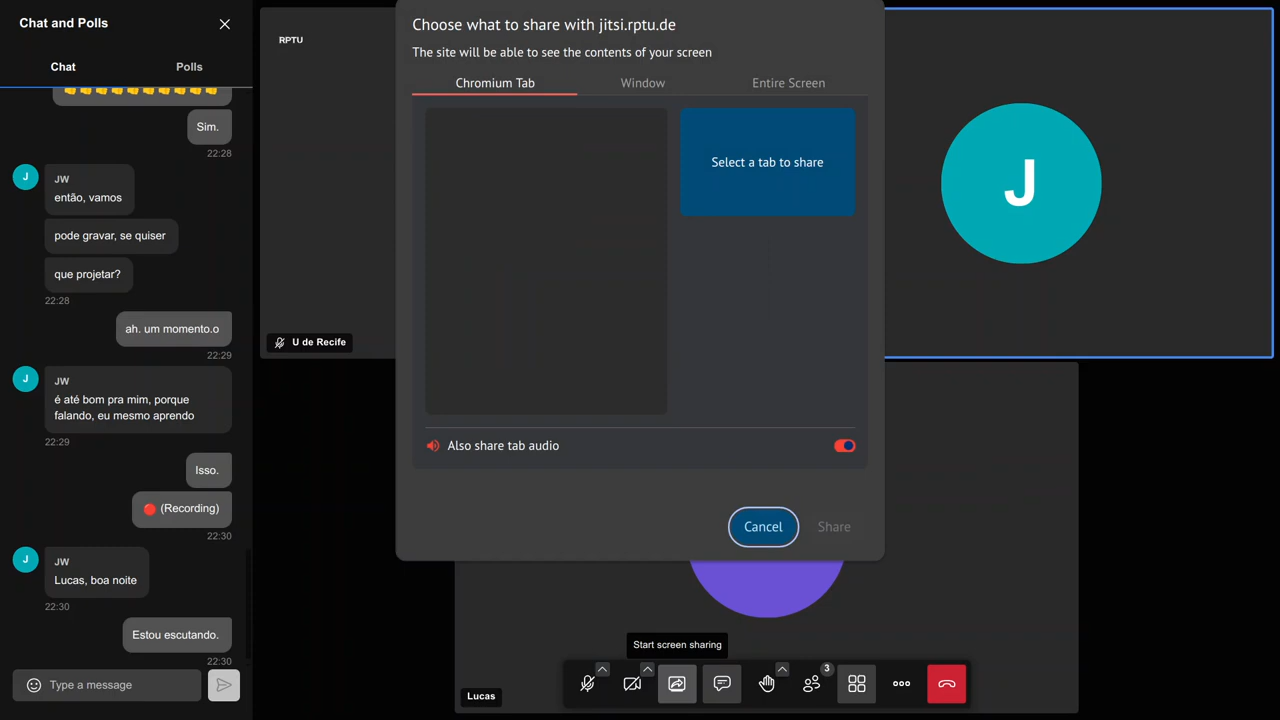 Chat and Polls
Chat
Polls
Sim.
22:28
J
JW
então, vamos
pode gravar, se quiser
que projetar?
22:28
ah. um momento.o
22:29
J
JW
é até bom pra mim, porque
falando, eu mesmo aprendo
22:29
Isso.
🔴 (Recording)
22:30
J
JW
Lucas, boa noite
22:30
Estou escutando.
22:30
Type a message
RPTU
U de Recife
Choose what to share with jitsi.rptu.de
The site will be able to see the contents of your screen
Chromium Tab
Window
Entire Screen
Select a tab to share
Also share tab audio
Cancel
Share
J
Start screen sharing
3
Lucas